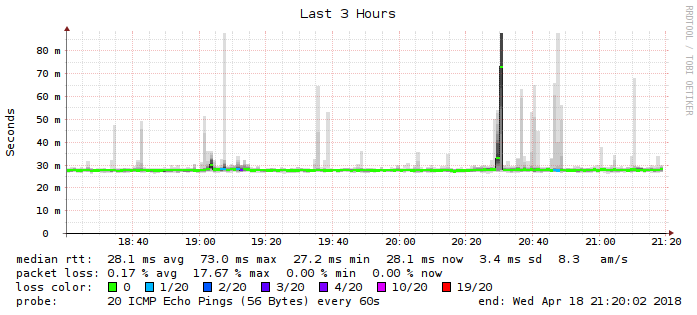 Last 3 Hours
RRDTOOL / TOBI OETIKER
Seconds
80 m
70 m
60 m
50 m
40 m
30 m
20 m
10 m
0
18:40 19:00 19:20 19:40 20:00 20:20 20:40 21:00 21:20
median rtt: 28.1 ms avg 73.0 ms max 27.2 ms min 28.1 ms now 3.4 ms sd 8.3 am/s
packet loss: 0.17 % avg 17.67 % max 0.00 % min 0.00 % now
loss color: 0 1/20 2/20 3/20 4/20 10/20 19/20
probe: 20 ICMP Echo Pings (56 Bytes) every 60s end: Wed Apr 18 21:20:02 2018